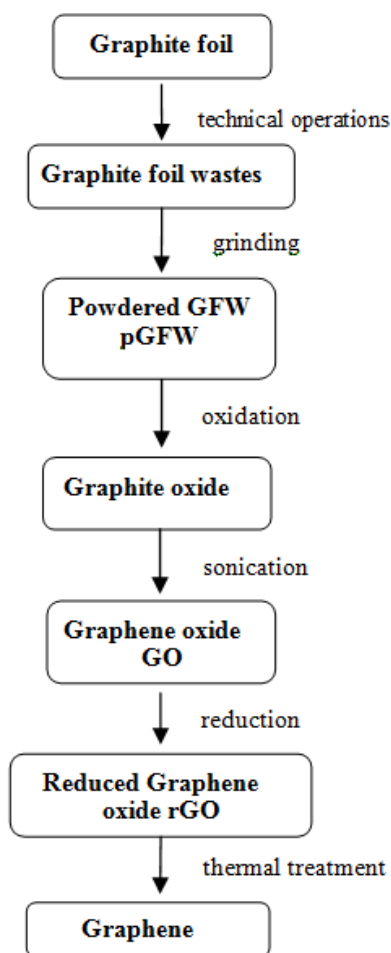 Graphite foil
technical operations
Graphite foil wastes
grinding
Powdered GFW
pGFW
oxidation
Graphite oxide
sonication
Graphene oxide
GO
reduction
Reduced Graphene
oxide rGO
thermal treatment
Graphene